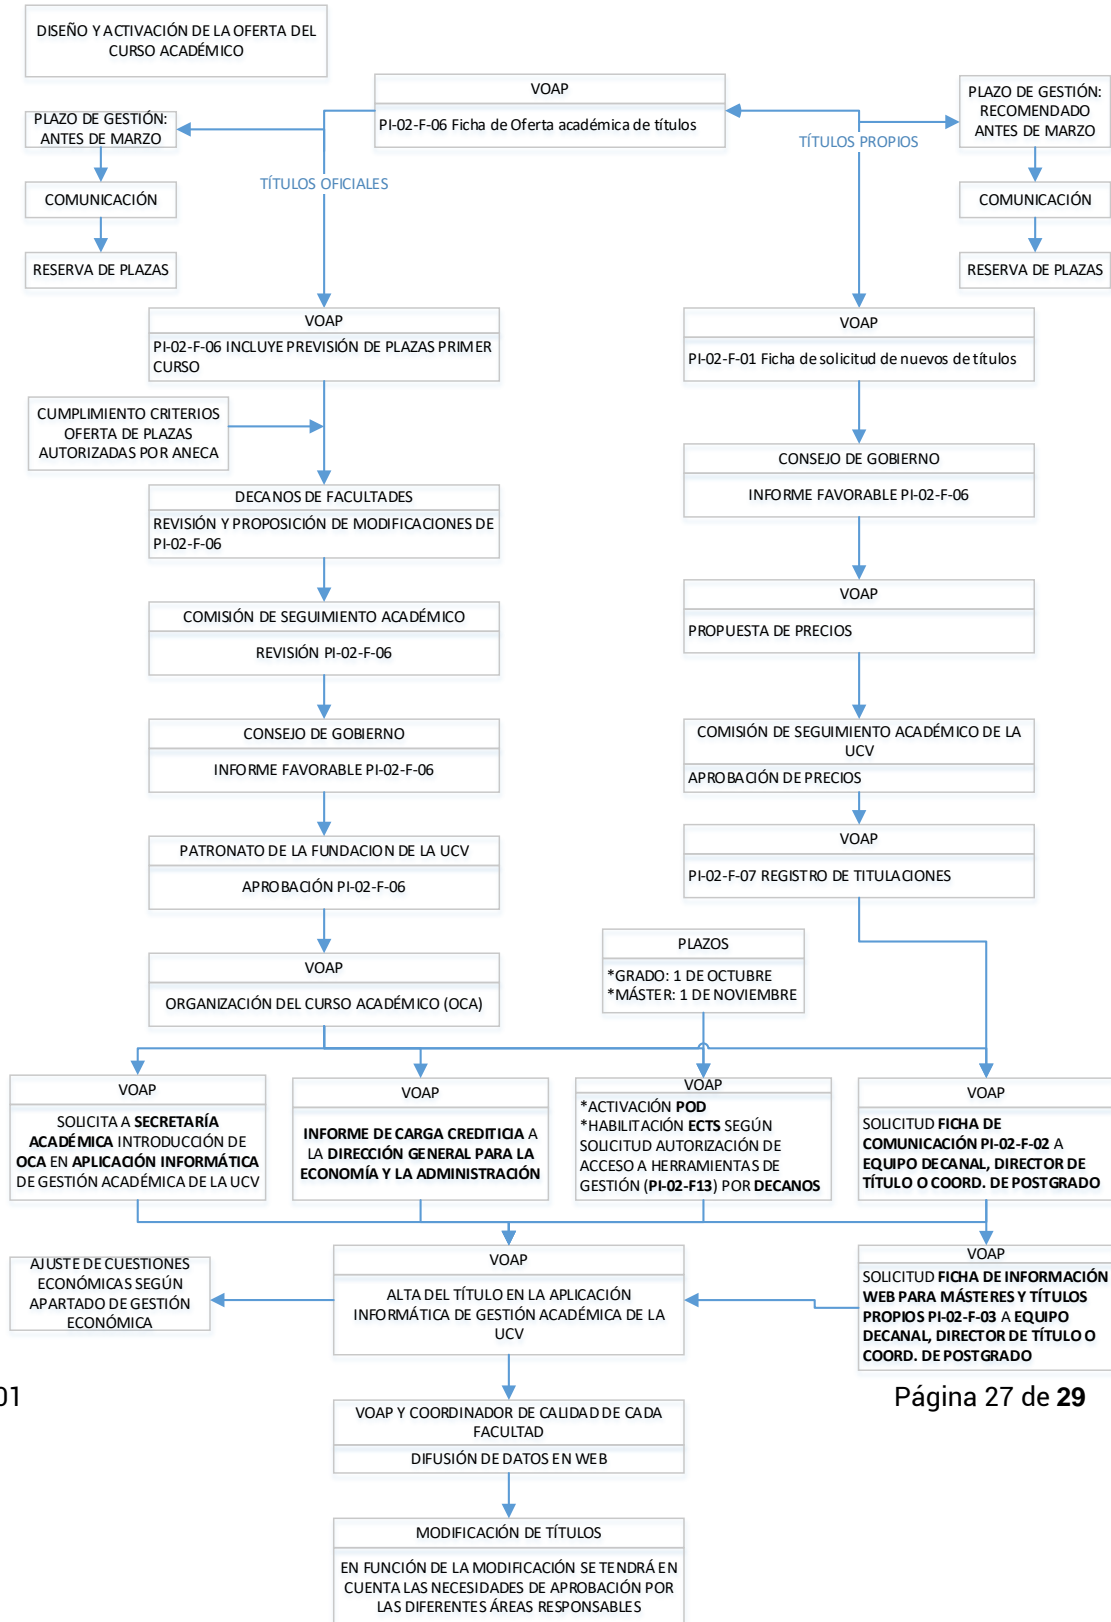 DISEÑO Y ACTIVACIÓN DE LA OFERTA DEL
CURSO ACADÉMICO
VOAP
PI-02-F-06 Ficha de Oferta académica de títulos
PLAZO DE GESTIÓN:
ANTES DE MARZO
COMUNICACIÓN
RESERVA DE PLAZAS
TÍTULOS OFICIALES
TÍTULOS PROPIOS
PLAZO DE GESTIÓN:
RECOMENDADO
ANTES DE MARZO
COMUNICACIÓN
RESERVA DE PLAZAS
VOAP
PI-02-F-06 INCLUYE PREVISIÓN DE PLAZAS PRIMER
CURSO
CUMPLIMIENTO CRITERIOS
OFERTA DE PLAZAS
AUTORIZADAS POR ANECA
DECANOS DE FACULTADES
REVISIÓN Y PROPOSICIÓN DE MODIFICACIONES DE
PI-02-F-06
COMISIÓN DE SEGUIMIENTO ACADÉMICO
REVISIÓN PI-02-F-06
CONSEJO DE GOBIERNO
INFORME FAVORABLE PI-02-F-06
PATRONATO DE LA FUNDACION DE LA UCV
APROBACIÓN PI-02-F-06
VOAP
ORGANIZACIÓN DEL CURSO ACADÉMICO (OCA)
VOAP
PI-02-F-01 Ficha de solicitud de nuevos de títulos
CONSEJO DE GOBIERNO
INFORME FAVORABLE PI-02-F-06
VOAP
PROPUESTA DE PRECIOS
COMISIÓN DE SEGUIMIENTO ACADÉMICO DE LA
UCV
APROBACIÓN DE PRECIOS
VOAP
PI-02-F-07 REGISTRO DE TITULACIONES
PLAZOS
*GRADO: 1 DE OCTUBRE
*MÁSTER: 1 DE NOVIEMBRE
VOAP
SOLICITA A SECRETARÍA
ACADÉMICA INTRODUCCIÓN DE
OCA EN APLICACIÓN INFORMÁTICA
DE GESTIÓN ACADÉMICA DE LA UCV
VOAP
INFORME DE CARGA CREDITICIA A
LA DIRECCIÓN GENERAL PARA LA
ECONOMÍA Y LA ADMINISTRACIÓN
VOAP
*ACTIVACIÓN POD
*HABILITACIÓN ECTS SEGÚN
SOLICITUD AUTORIZACIÓN DE
ACCESO A HERRAMIENTAS DE
GESTIÓN (PI-02-F13) POR DECANOS
VOAP
SOLICITUD FICHA DE
COMUNICACIÓN PI-02-F-02 A
EQUIPO DECANAL, DIRECTOR DE
TÍTULO O COORD. DE POSTGRADO
AJUSTE DE CUESTIONES
ECONÓMICAS SEGÚN
APARTADO DE GESTIÓN
ECONÓMICA
VOAP
ALTA DEL TÍTULO EN LA APLICACIÓN
INFORMÁTICA DE GESTIÓN ACADÉMICA DE LA
UCV
VOAP
SOLICITUD FICHA DE INFORMACIÓN
WEB PARA MÁSTERES Y TÍTULOS
PROPIOS PI-02-F-03 A EQUIPO
DECANAL, DIRECTOR DE TÍTULO O
COORD. DE POSTGRADO
01
Página 27 de 29
VOAP Y COORDINADOR DE CALIDAD DE CADA
FACULTAD
DIFUSIÓN DE DATOS EN WEB
MODIFICACIÓN DE TÍTULOS
EN FUNCIÓN DE LA MODIFICACIÓN SE TENDRÁ EN
CUENTA LAS NECESIDADES DE APROBACIÓN POR
LAS DIFERENTES ÁREAS RESPONSABLES